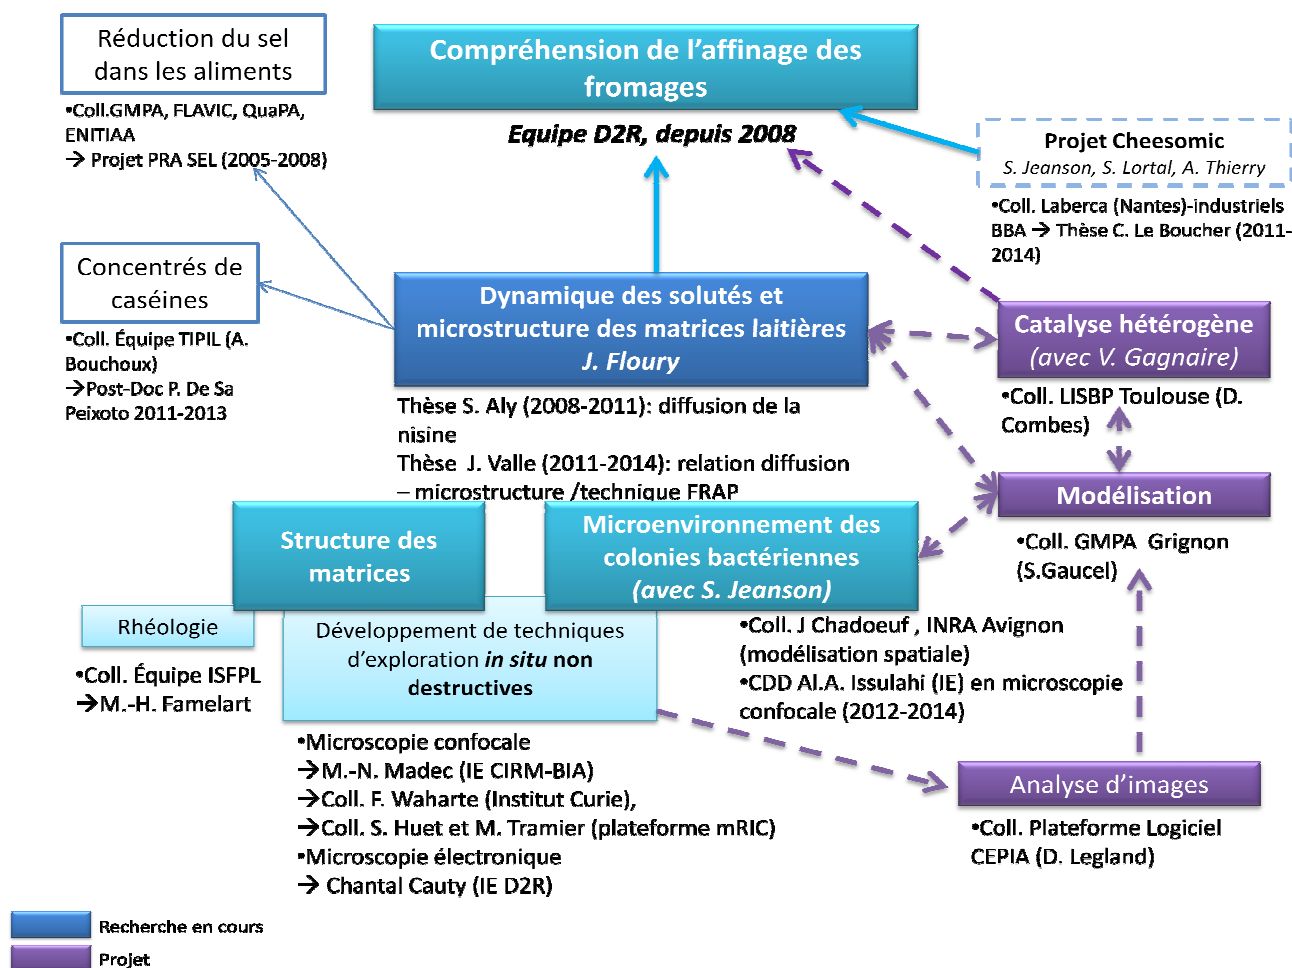 Réduction du sel
dans les aliments
•Coll.GMPA, FLAVIC, QuaPA,
ENITIAA
→ Projet PRA SEL (2005-2008)
Compréhension de l’affinage des
fromages
Equipe D2R, depuis 2008
Projet Cheesomic
S. Jeanson, S. Lortal, A. Thierry
•Coll. Laberca (Nantes)-industriels
BBA → Thèse C. Le Boucher (2011-
2014)
Concentrés de
caséines
•Coll. Équipe TIPIL (A.
Bouchoux)
→Post-Doc P. De Sa
Peixoto 2011-2013
Dynamique des solutés et
microstructure des matrices laitières
J. Floury
Thèse S. Aly (2008-2011): diffusion de la
nisine
Thèse  J. Valle (2011-2014): relation diffusion
– microstructure /technique FRAP
Catalyse hétérogène
(avec V. Gagnaire)
•Coll. LISBP Toulouse (D.
Combes)
Modélisation
•Coll. GMPA  Grignon
(S.Gaucel)
Structure des
matrices
Microenvironnement des
colonies bactériennes
(avec S. Jeanson)
•Coll. J Chadoeuf , INRA Avignon
(modélisation spatiale)
•CDD Al.A. Issulahi (IE) en microscopie
confocale (2012-2014)
Rhéologie
•Coll. Équipe ISFPL
→M.-H. Famelart
Développement de techniques
d’exploration in situ non
destructives
•Microscopie confocale
→M.-N. Madec (IE CIRM-BIA)
→Coll. F. Waharte (Institut Curie),
→Coll. S. Huet et M. Tramier (plateforme mRIC)
•Microscopie électronique
→ Chantal Cauty (IE D2R)
Analyse d’images
•Coll. Plateforme Logiciel
CEPIA (D. Legland)
Recherche en cours
Projet